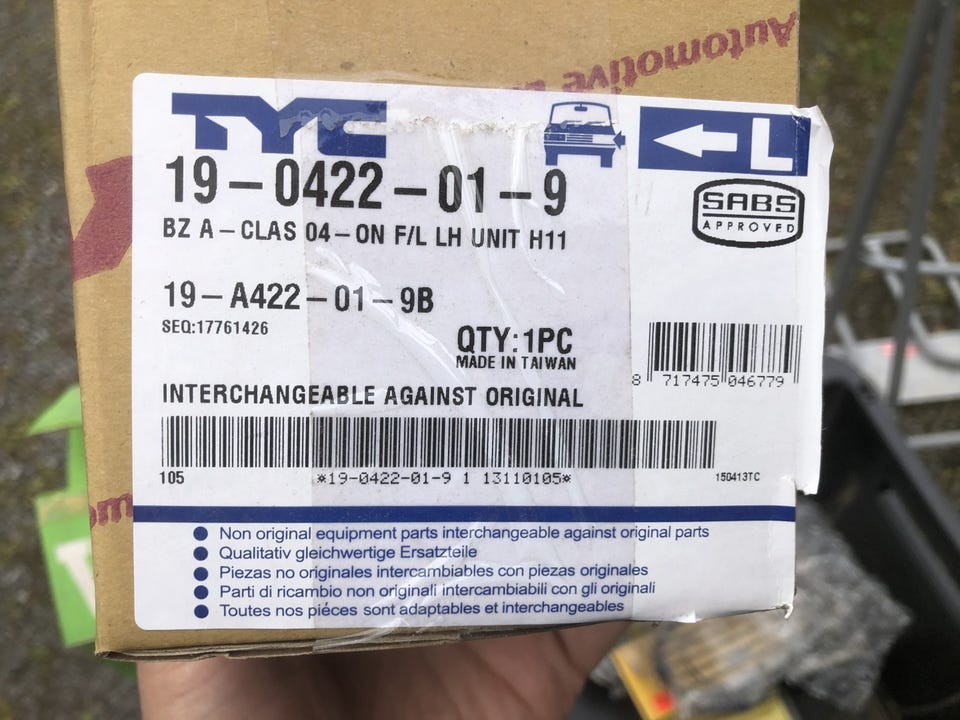 Automotive
TYC
L
19-0422-01-9
SABS
APPROVED
BZ A-CLAS 04-ON F/L LH UNIT H11
19-A422-01-9B
SEQ:17761426
QTY:1PC
MADE IN TAIWAN
8 717475 046779
INTERCHANGEABLE AGAINST ORIGINAL
105 *19-0422-01-9 1 13110105* 150413TC
● Non original equipment parts interchangeable against original parts
● Qualitativ gleichwertige Ersatzteile
● Piezas no originales intercambiables con piezas originales
● Parti di ricambio non originali intercambiabili con gli originali
● Toutes nos piéces sont adaptables et interchangeables